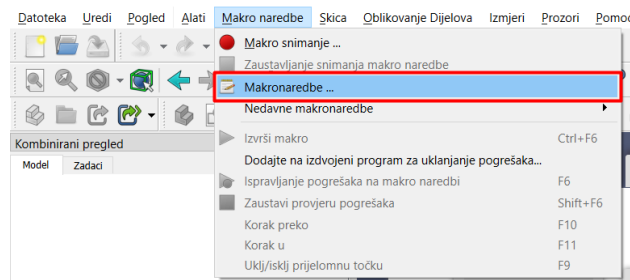 Datoteka Uredi Pogled Alati Makro naredbe Skica Oblikovanje Dijelova Izmjeri Prozori
Makro snimanje ...
Zaustavljanje snimanja makro naredbe
Makronaredbe ...
Nedavne makronaredbe
Kombinirani pregled
Model Zadaci
Izvrši makro Ctrl+F6
Dodajte na izdvojeni program za uklanjanje pogrešaka...
Ispravljanje pogrešaka na makro naredbi F6
Zaustavi provjeru pogrešaka Shift+F6
Korak preko F10
Korak u F11
Uklj/isklj prijelomnu točku F9